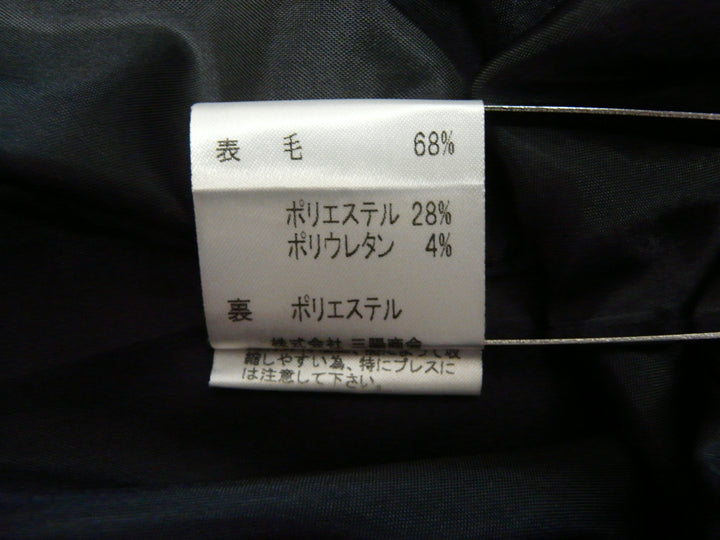 表 毛 68%
ポリエステル 28%
ポリウレタン 4%
裏 ポリエステル
株式会社 三陽商会
縮しやすい為、特にプレスに
は注意して下さい。